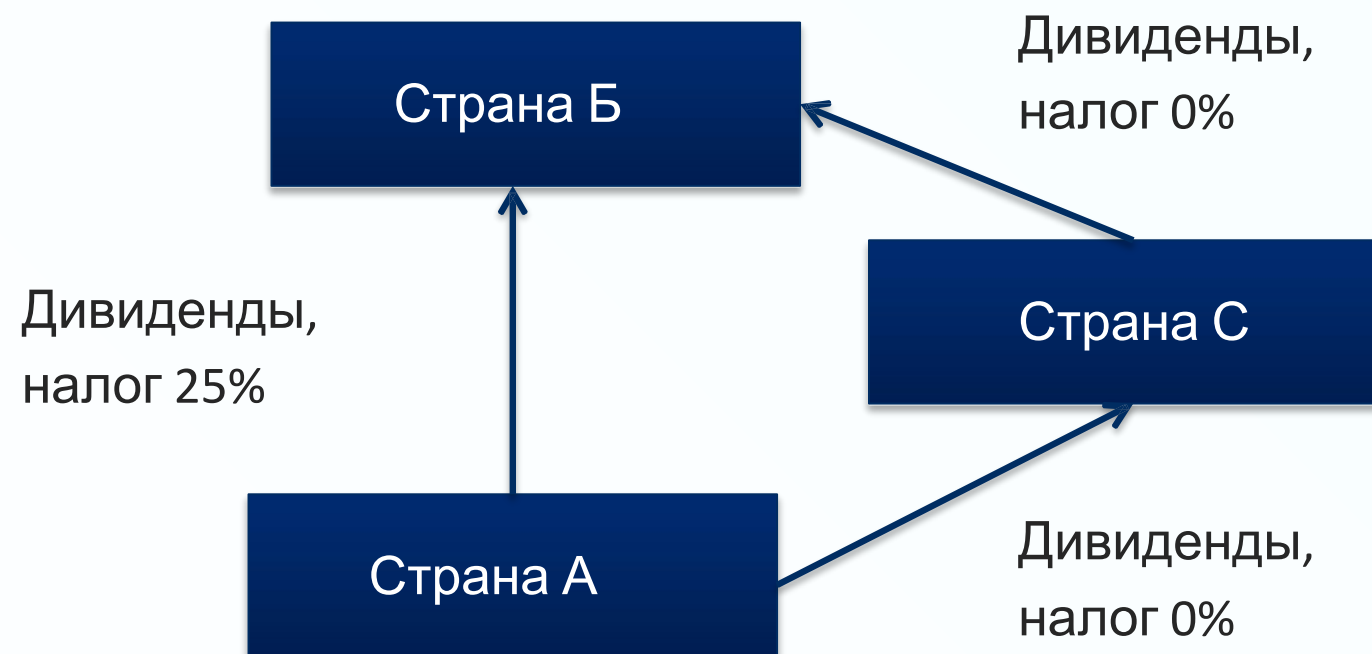 Дивиденды,
налог 0%
Страна Б
Страна С
Дивиденды,
налог 25%
Страна А
Дивиденды,
налог 0%